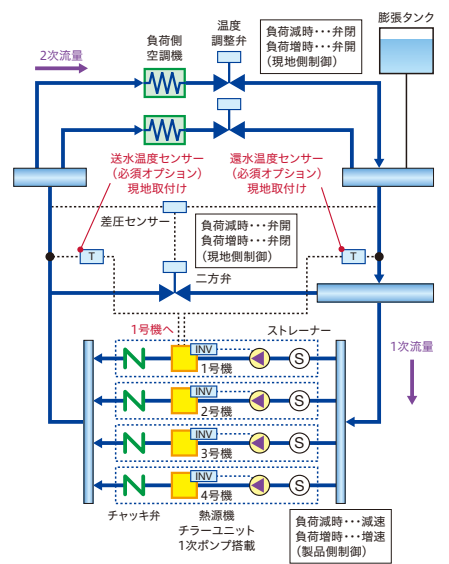 膨張タンク
温度
調整弁
負荷側
空調機
負荷減時・・・弁閉
負荷増時・・・弁開
(現地側制御)
2次流量
送水温度センサー
(必須オプション)
現地取付け
還水温度センサー
(必須オプション)
現地取付け
差圧センサー
負荷減時・・・弁開
負荷増時・・・弁閉
(現地側制御)
T
T
二方弁
1号機へ
ストレーナー
1次流量
INV
S
1号機
INV
S
2号機
INV
S
3号機
INV
S
4号機
チャッキ弁
熱源機
チラーユニット
1次ポンプ搭載
負荷減時・・・減速
負荷増時・・・増速
(製品側制御)